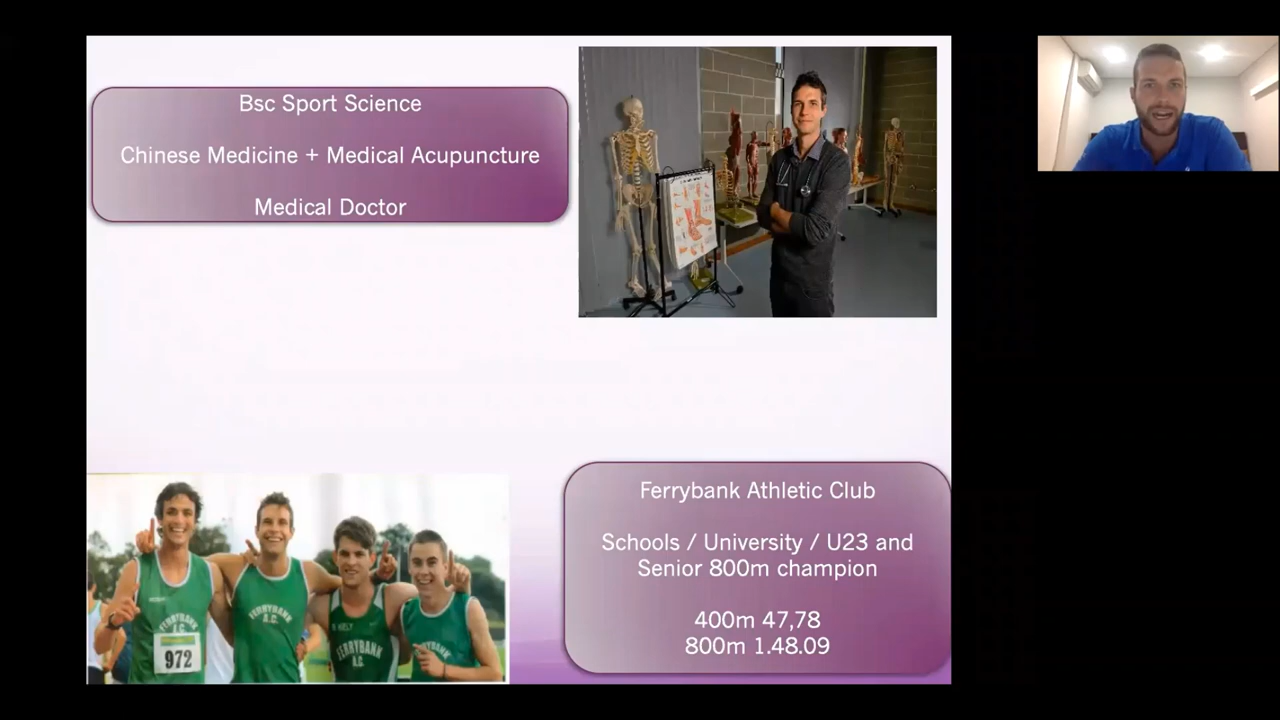 Bsc Sport Science
Chinese Medicine + Medical Acupuncture
Medical Doctor
Ferrybank Athletic Club
Schools / University / U23 and
Senior 800m champion
400m 47,78
800m 1.48.09
FERRYBANK
A.C.
972
FERRYBANK
A.C.
FERRYBANK
A.C.